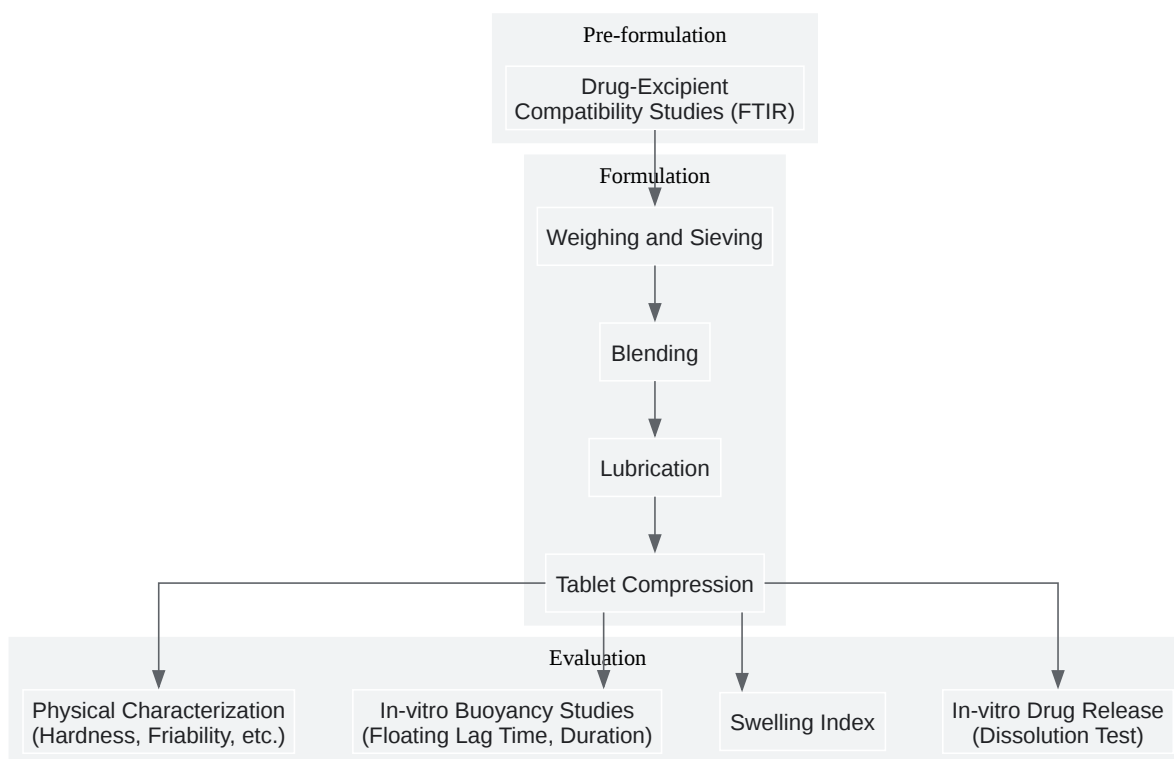 Pre-formulation
Drug-Excipient
Compatibility Studies (FTIR)
Formulation
Weighing and Sieving
Blending
Lubrication
Tablet Compression
Evaluation
Physical Characterization
(Hardness, Friability, etc.)
In-vitro Buoyancy Studies
(Floating Lag Time, Duration)
Swelling Index
In-vitro Drug Release
(Dissolution Test)